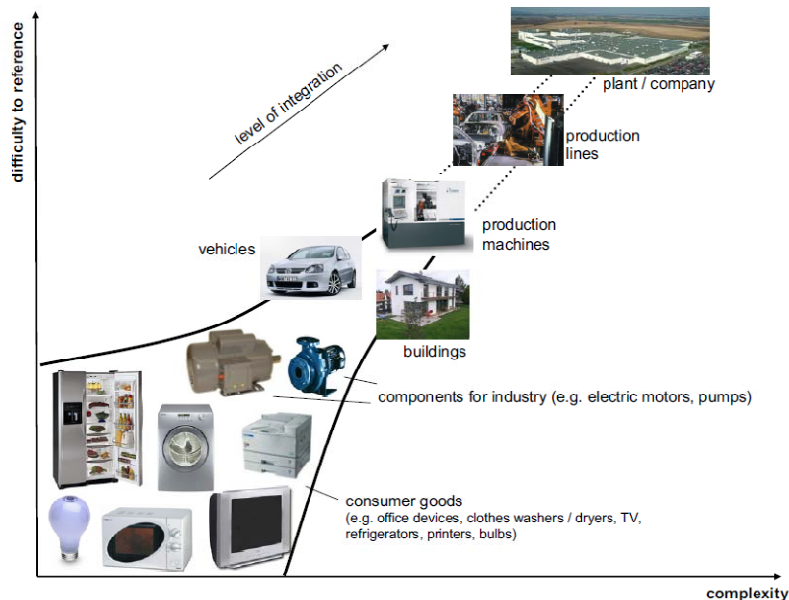 difficulty to reference
level of integration
plant / company
production
lines
production
machines
vehicles
buildings
components for industry (e.g. electric motors, pumps)
consumer goods
(e.g. office devices, clothes washers / dryers, TV,
refrigerators, printers, bulbs)
complexity